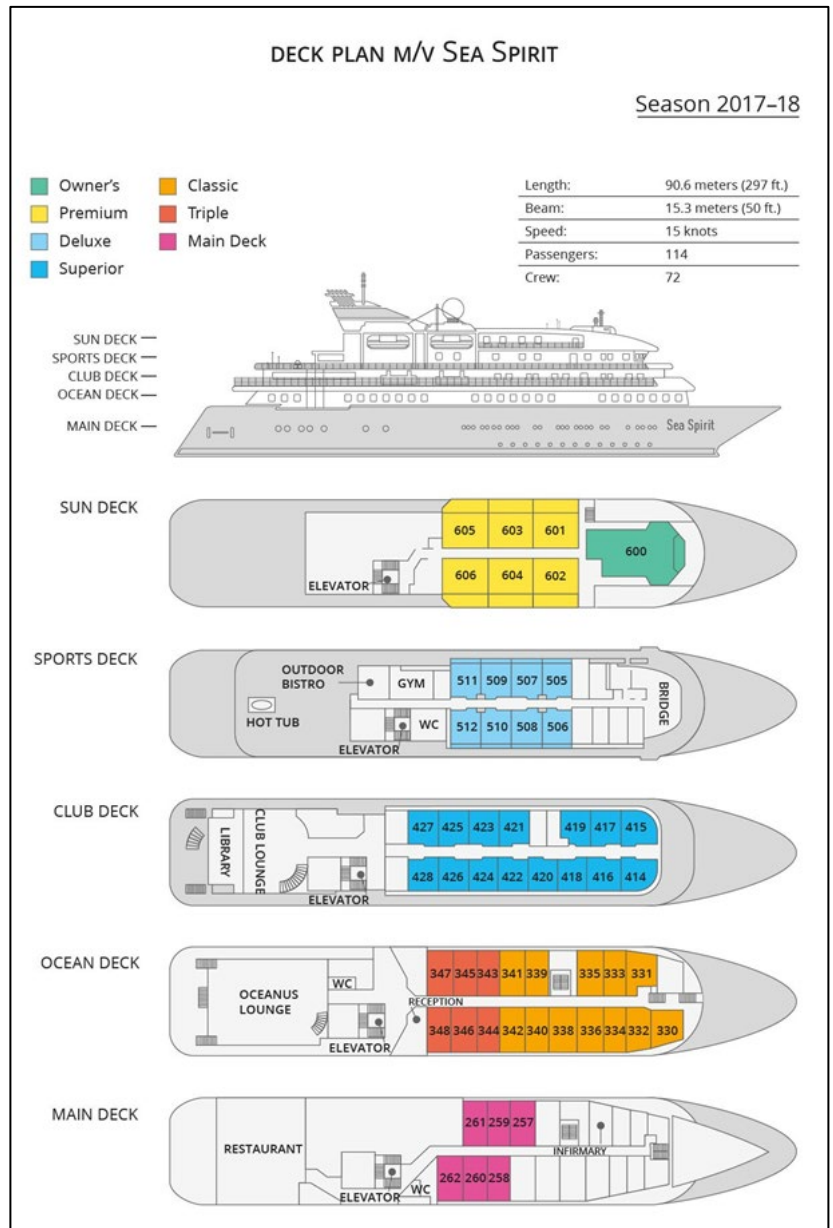 DECK PLAN M/V SEA SPIRIT
Season 2017–18
Owner's
Premium
Deluxe
Superior
Classic
Triple
Main Deck
Length: 90.6 meters (297 ft.)
Beam: 15.3 meters (50 ft.)
Speed: 15 knots
Passengers: 114
Crew: 72
SUN DECK
SPORTS DECK
CLUB DECK
OCEAN DECK
MAIN DECK
Sea Spirit
SUN DECK
605 603 601
600
606 604 602
ELEVATOR
SPORTS DECK
OUTDOOR
BISTRO
GYM
511 509 507 505
BRIDGE
HOT TUB
WC
512 510 508 506
ELEVATOR
CLUB DECK
LIBRARY
CLUB LOUNGE
427 425 423 421 419 417 415
428 426 424 422 420 418 416 414
ELEVATOR
OCEAN DECK
347 345 343 341 339 335 333 331
WC
OCEANUS
LOUNGE
RECEPTION
348 346 344 342 340 338 336 334 332 330
ELEVATOR
MAIN DECK
261 259 257
RESTAURANT
INFIRMARY
262 260 258
WC
ELEVATOR